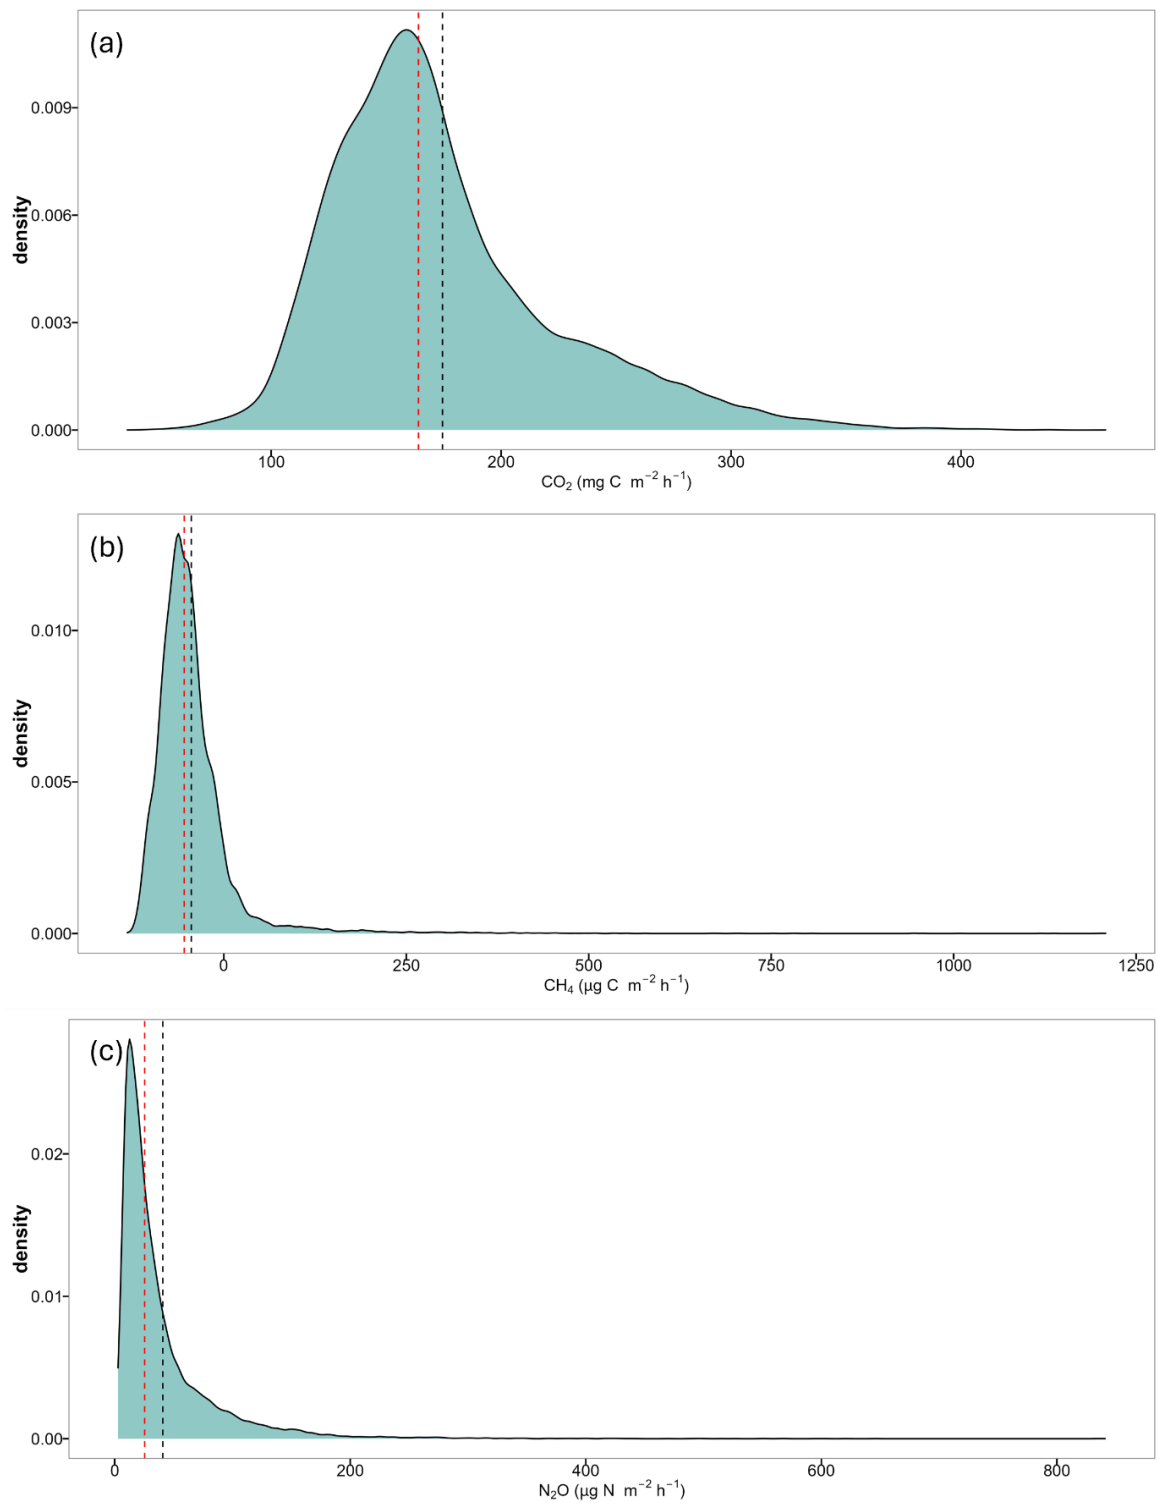 (a)
density
0.009
0.006
0.003
0.000
100 200 300 400
CO₂ (mg C m⁻² h⁻¹)
(b)
density
0.010
0.005
0.000
0 250 500 750 1000 1250
CH₄ (µg C m⁻² h⁻¹)
(c)
density
0.02
0.01
0.00
0 200 400 600 800
N₂O (µg N m⁻² h⁻¹)